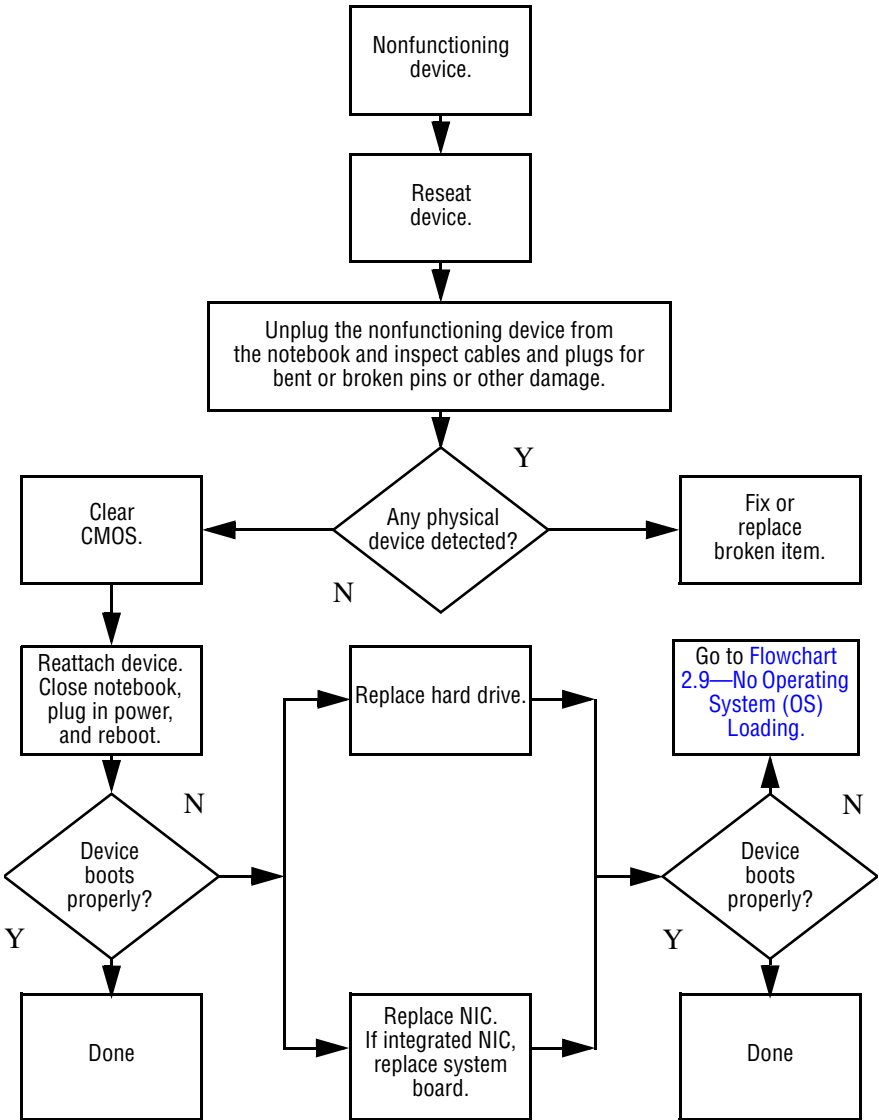 Nonfunctioning
device.
Reseat
device.
Unplug the nonfunctioning device from
the notebook and inspect cables and plugs for
bent or broken pins or other damage.
Y
Any physical
device detected?
N
Clear
CMOS.
Fix or
replace
broken item.
Reattach device.
Close notebook,
plug in power,
and reboot.
Replace hard drive.
Go to Flowchart
2.9—No Operating
System (OS)
Loading.
N
Device
boots
properly?
Y
N
Device
boots
properly?
Y
Done
Replace NIC.
If integrated NIC,
replace system
board.
Done